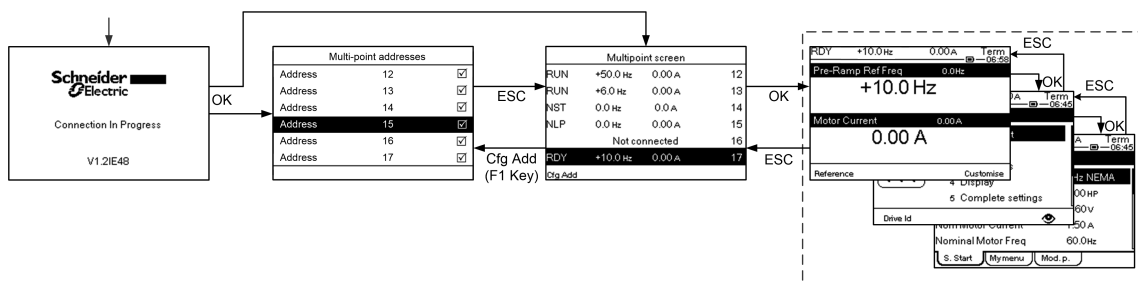 Schneider
Electric
Connection In Progress
V1.2IE48
OK
Multi-point addresses
Address 12
Address 13
Address 14
Address 15
Address 16
Address 17
ESC
Cfg Add
(F1 Key)
Multipoint screen
RUN +50.0 Hz 0.00 A 12
RUN +6.0 Hz 0.00 A 13
NST 0.0 Hz 0.0 A 14
NLP 0.0 Hz 0.00 A 15
Not connected 16
RDY +10.0 Hz 0.00 A 17
Cfg Add
OK
ESC
RDY +10.0 Hz 0.00 A Term
06:58
Pre-Ramp Ref Freq 0.0Hz
+10.0 Hz
Motor Current 0.00 A
0.00 A
Reference Customise
ESC
OK
A Term
06:45
4 Display
5 Complete settings
Drive Id
ESC
OK
A Term
06:45
Hz NEMA
Nom Motor Current 1.50 A
Nominal Motor Freq 60.0Hz
S. Start Mymenu Mod. p.